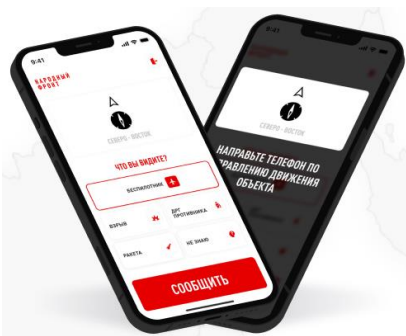 9:41
НАРОДНЫЙ
ФРОНТ
СЕВЕРО - ВОСТОК
ЧТО ВЫ ВИДИТЕ?
БЕСПИЛОТНИК
ВЗРЫВ
ДРГ
ПРОТИВНИКА
РАКЕТА
НЕ ЗНАЮ
СООБЩИТЬ
9:41
СЕВЕРО - ВОСТОК
НАПРАВЬТЕ ТЕЛЕФОН ПО
ПРАВЛЕНИЮ ДВИЖЕНИЯ
ОБЪЕКТА